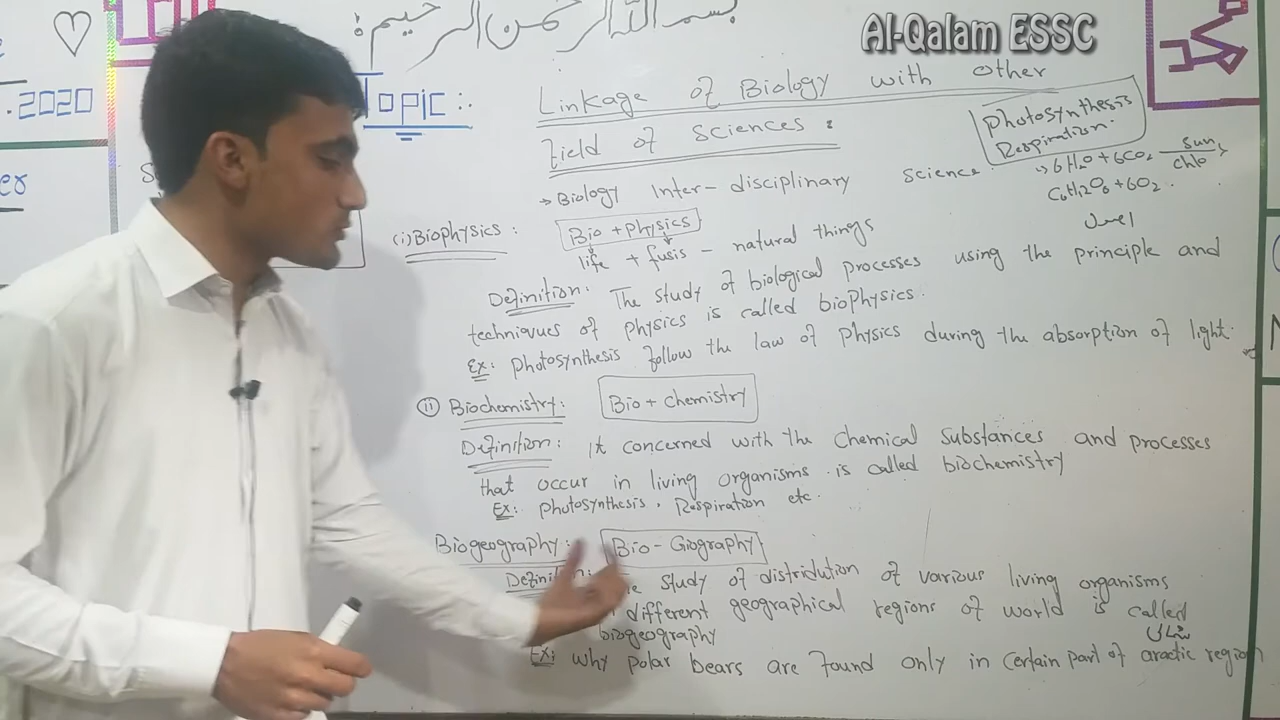 بسم اللہ الرحمن الرحیم
Al-Qalam ESSC
.2020
er
Topic :.
Linkage of Biology with other
Field of Sciences :
→ Biology Inter-disciplinary science.
Photosynthesis
Respiration.
6H2O + 6CO2 Sun chlo
C6H12O6 + 6O2.
(i) Biophysics :
Bio + Physics
life + fusis - natural things
Definition: The study of biological processes using the principle and
techniques of physics is called biophysics.
Ex: Photosynthesis follow the law of physics during the absorption of light.
(ii) Biochemistry:
Bio + chemistry
Definition: it concerned with the chemical substances and processes
that occur in living organisms. is called biochemistry
Ex: Photosynthesis, Respiration etc.
Biogeography:
Bio - Giography
Definiti study of distridution of various living organisms
different geographical regions of world is called
biogeography
Ex: why polar bears are found only in certain part of aractic region